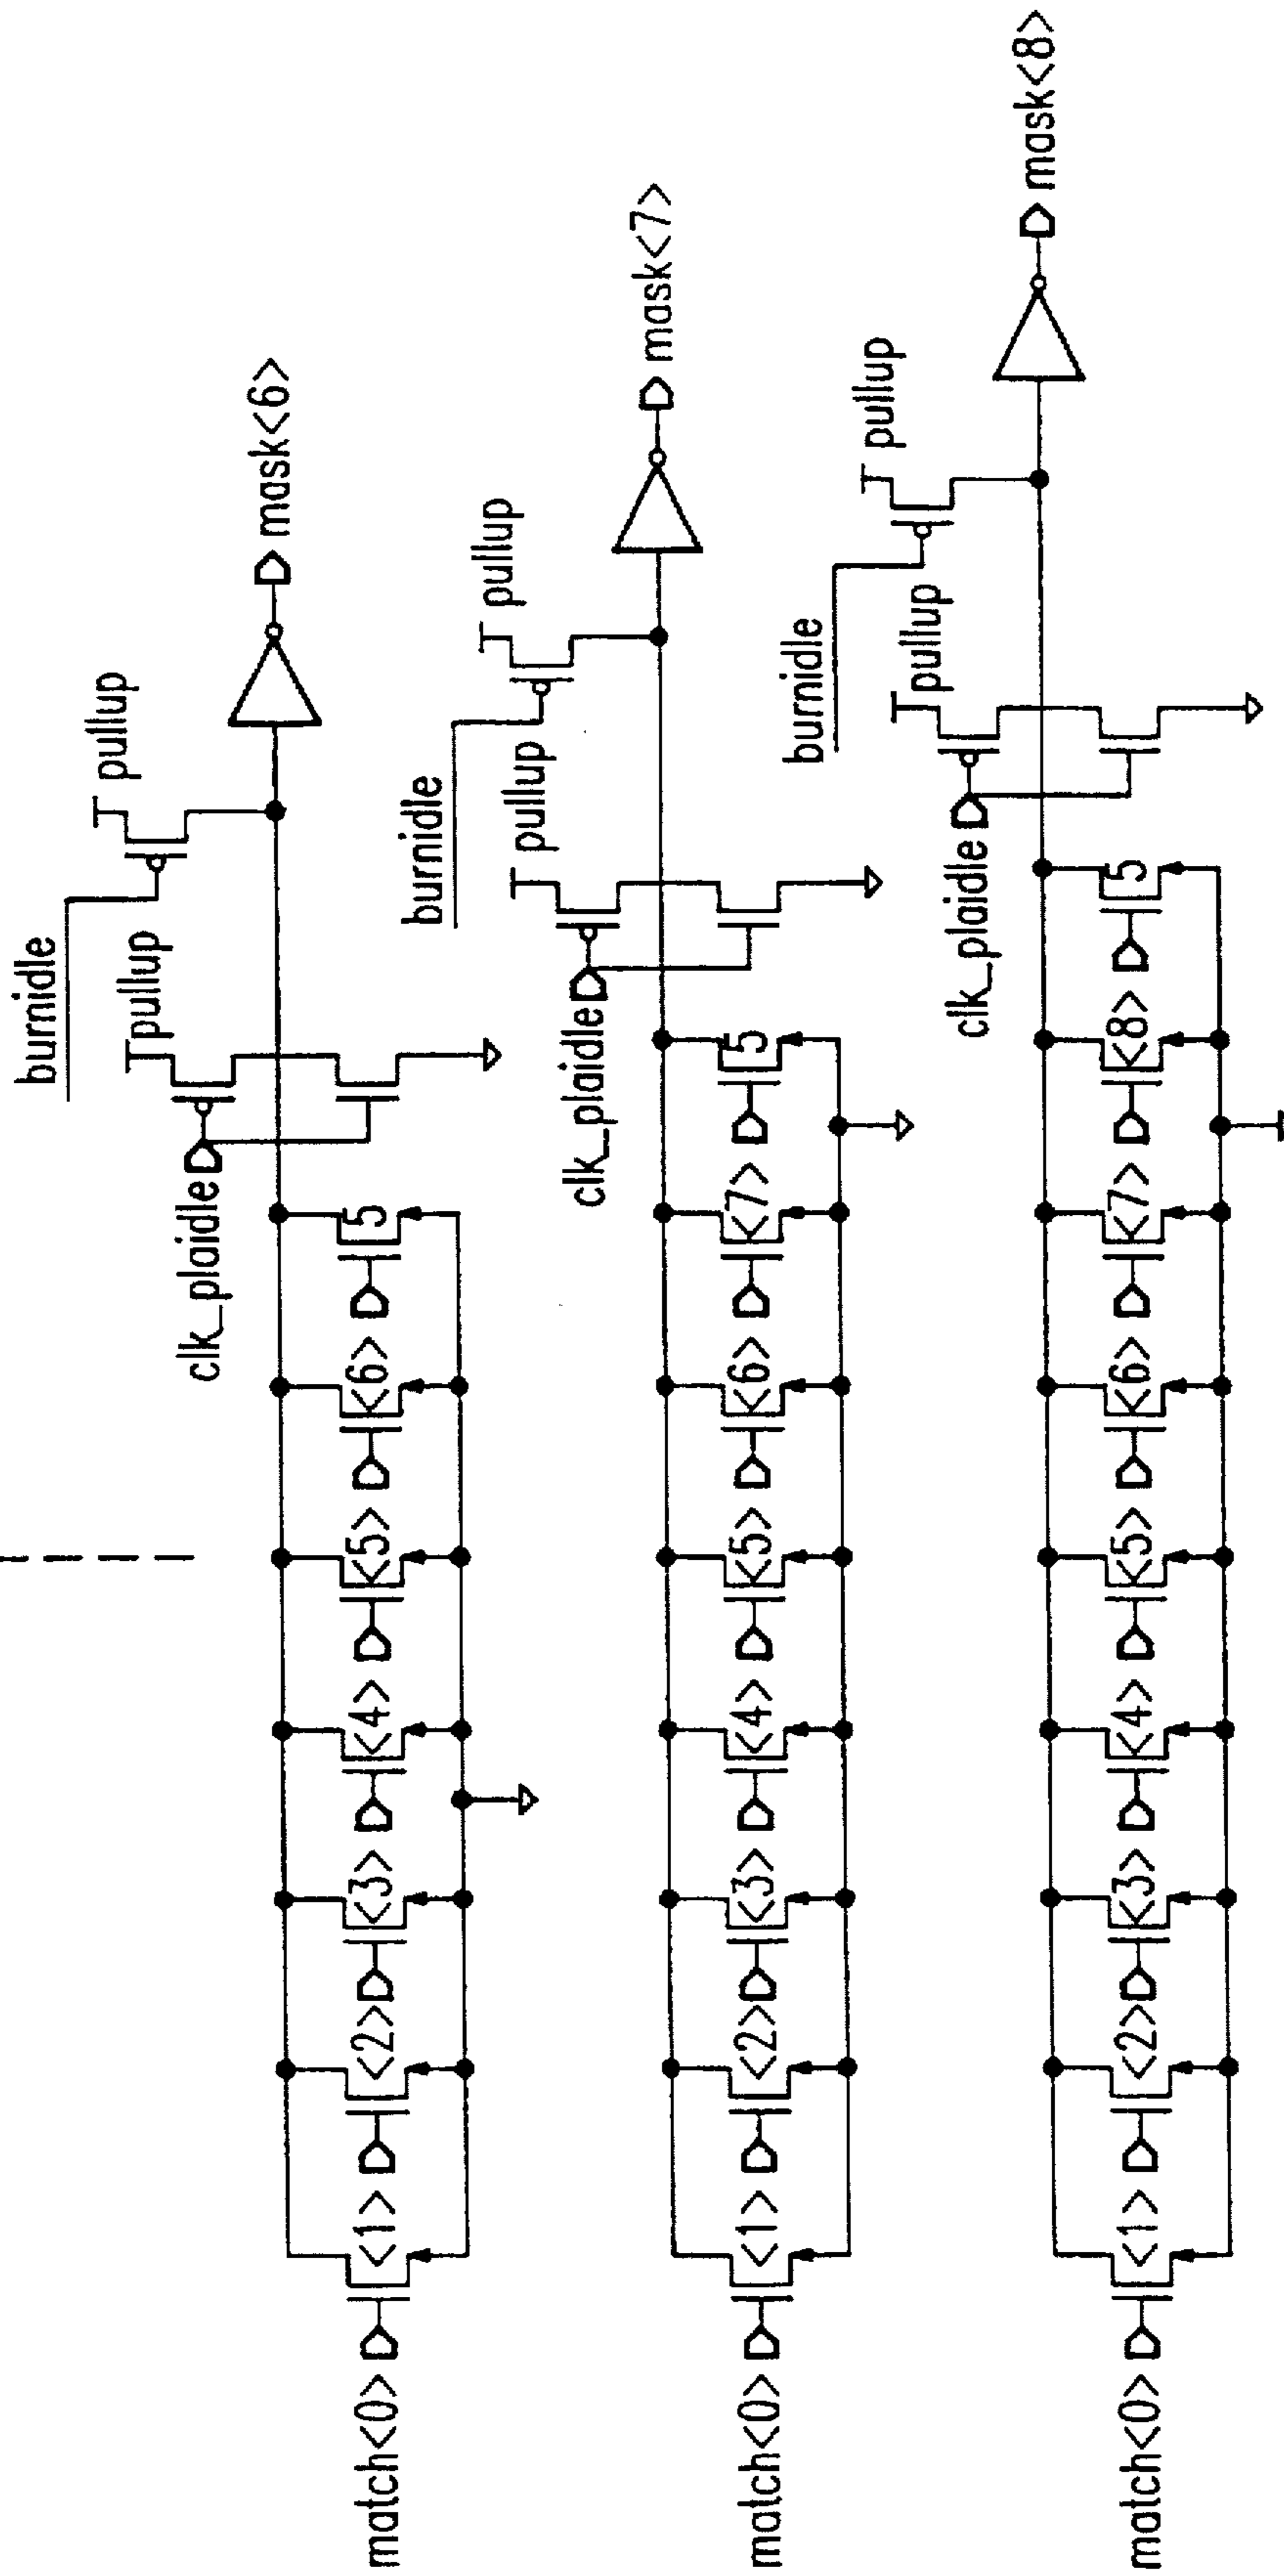 burnidle
pullup
pullup
clk_plaidle
mask<6>
match<0> <1> <2> <3> <4> <5> <6> 5
burnidle
pullup
pullup
clk_plaidle
mask<7>
match<0> <1> <2> <3> <4> <5> <6> <7> 5
burnidle
pullup
pullup
clk_plaidle
mask<8>
match<0> <1> <2> <3> <4> <5> <6> <7> <8> 5